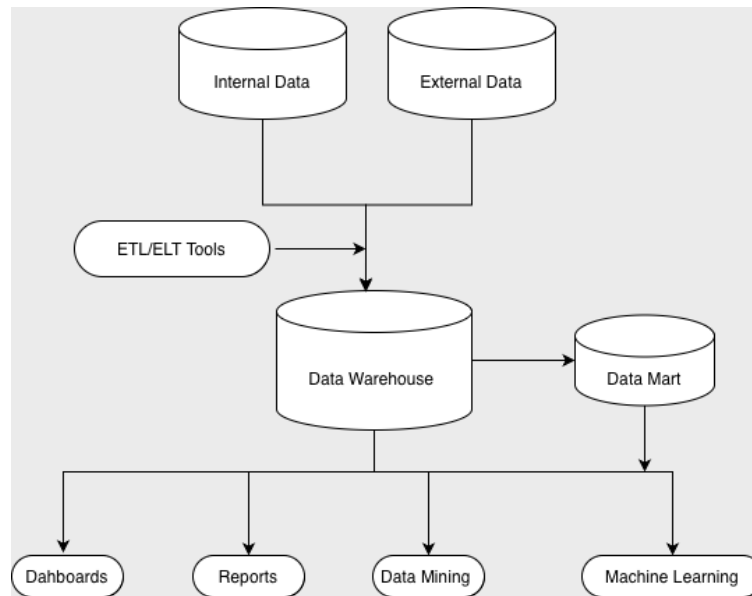 Internal Data
External Data
ETL/ELT Tools
Data Warehouse
Data Mart
Dahboards
Reports
Data Mining
Machine Learning